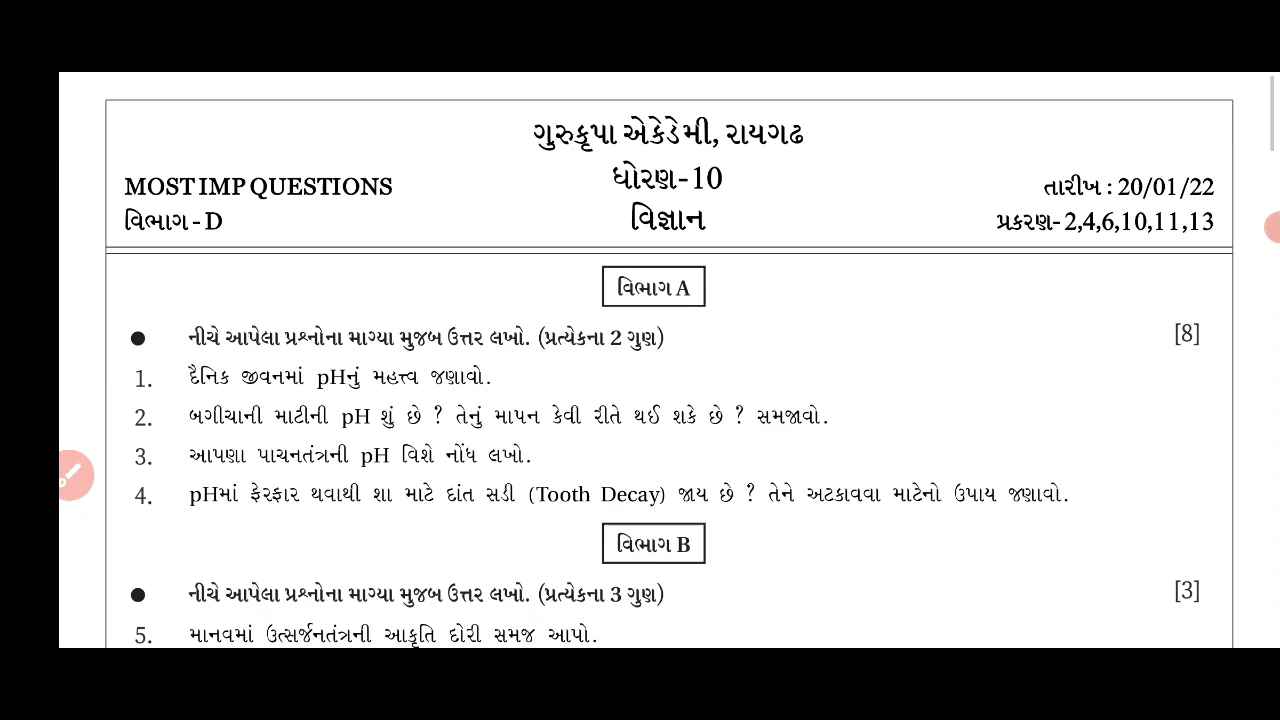 ગુરુકૃપા એકેડેમી, રાયગઢ
ધોરણ-10
MOST IMP QUESTIONS
તારીખ : 20/01/22
વિભાગ - D
વિજ્ઞાન
પ્રકરણ- 2,4,6,10,11,13
વિભાગ A
● નીચે આપેલા પ્રશ્નોના માગ્યા મુજબ ઉત્તર લખો. (પ્રત્યેકના 2 ગુણ) [8]
1. દૈનિક જીવનમાં pHનું મહત્ત્વ જણાવો.
2. બગીચાની માટીની pH શું છે ? તેનું માપન કેવી રીતે થઈ શકે છે ? સમજાવો.
3. આપણા પાચનતંત્રની pH વિશે નોંધ લખો.
4. pHમાં ફેરફાર થવાથી શા માટે દાંત સડી (Tooth Decay) જાય છે ? તેને અટકાવવા માટેનો ઉપાય જણાવો.
વિભાગ B
● નીચે આપેલા પ્રશ્નોના માગ્યા મુજબ ઉત્તર લખો. (પ્રત્યેકના 3 ગુણ) [3]
5. માનવમાં ઉત્સર્જનતંત્રની આકૃતિ દોરી સમજ આપો.